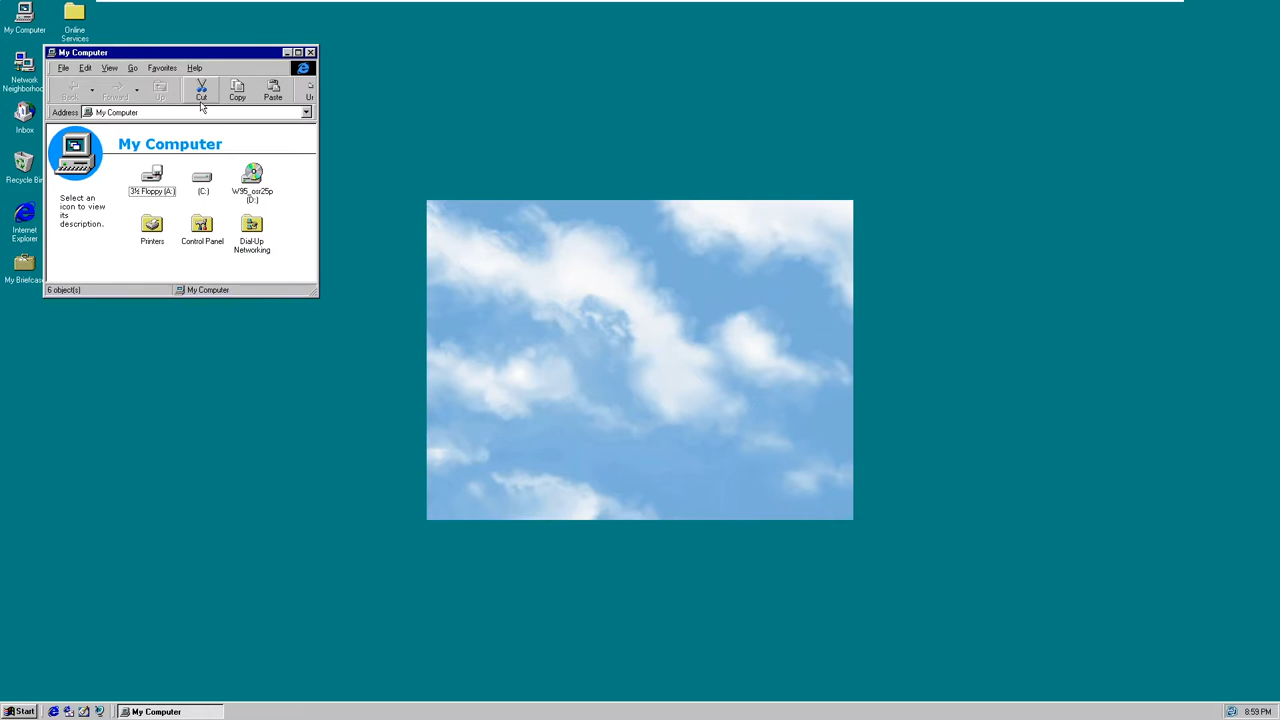 My Computer
Online
Services
Network
Neighborho
Inbox
Recycle Bin
Internet
Explorer
My Briefcas
My Computer
File Edit View Go Favorites Help
Back Forward Up Cut Copy Paste Un
Address My Computer
My Computer
Select an
icon to view
its
description.
3½ Floppy (A:) (C:) W95_osr25p
(D:)
Printers Control Panel Dial-Up
Networking
6 object(s) My Computer
Start My Computer 8:59 PM